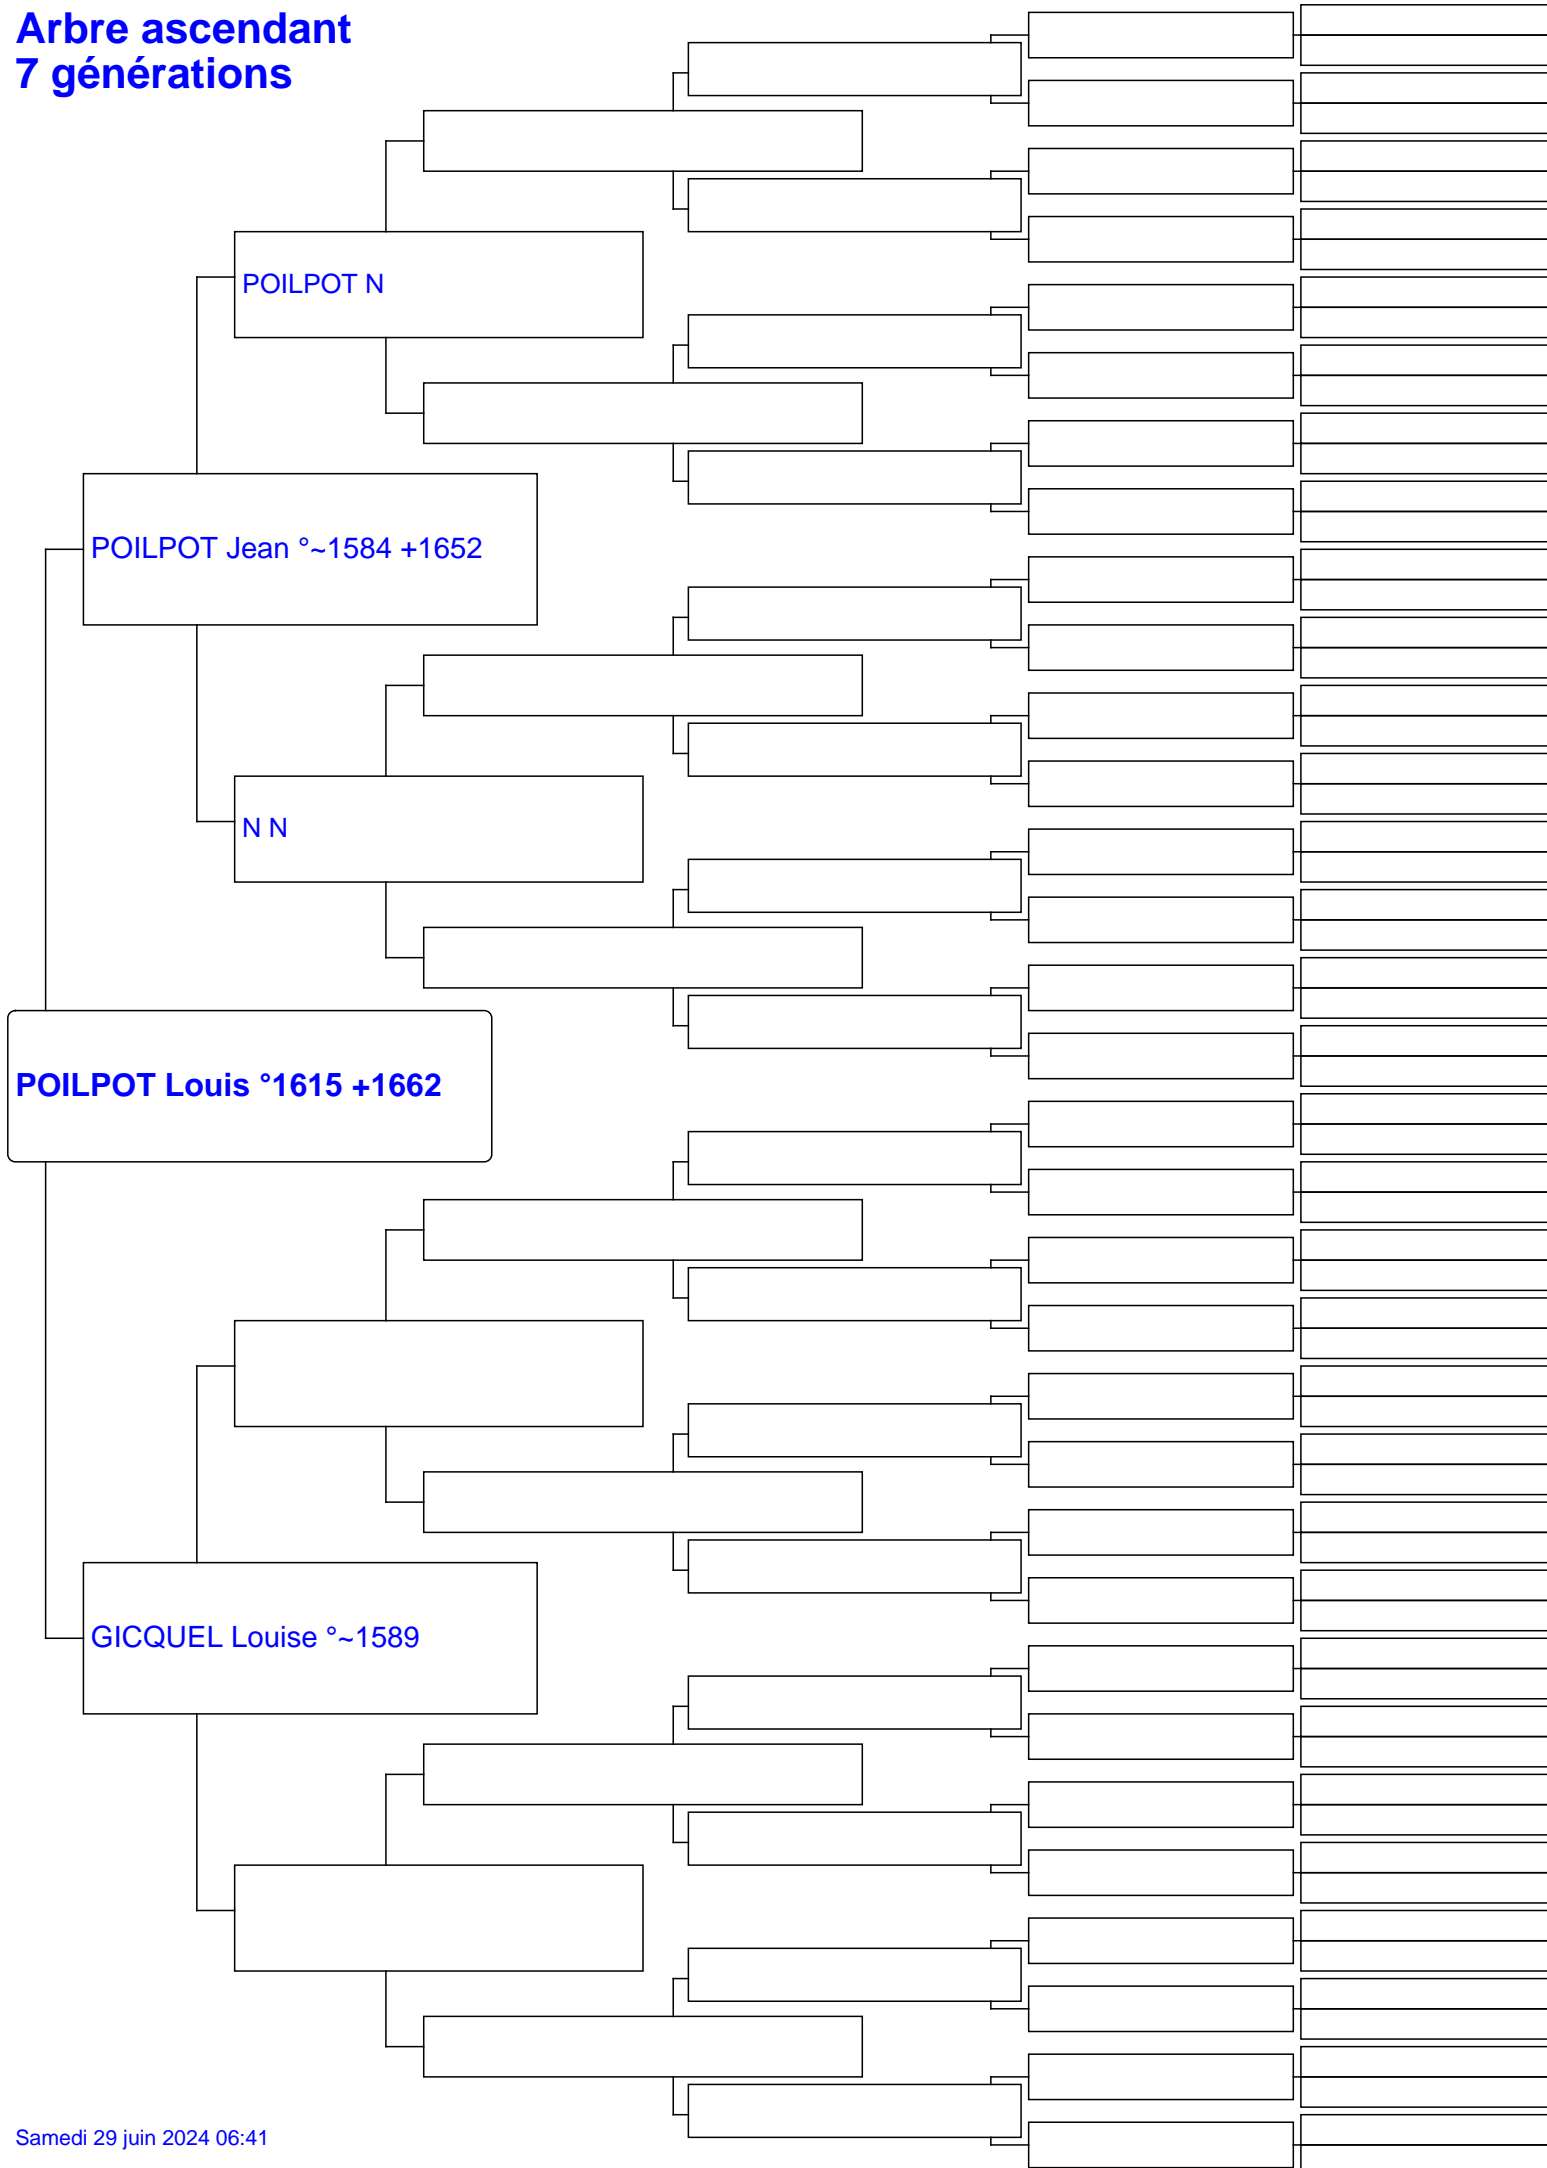 Arbre ascendant
7 générations
POILPOT N
POILPOT Jean °~1584 +1652
N N
POILPOT Louis °1615 +1662
GICQUEL Louise °~1589
Samedi 29 juin 2024 06:41